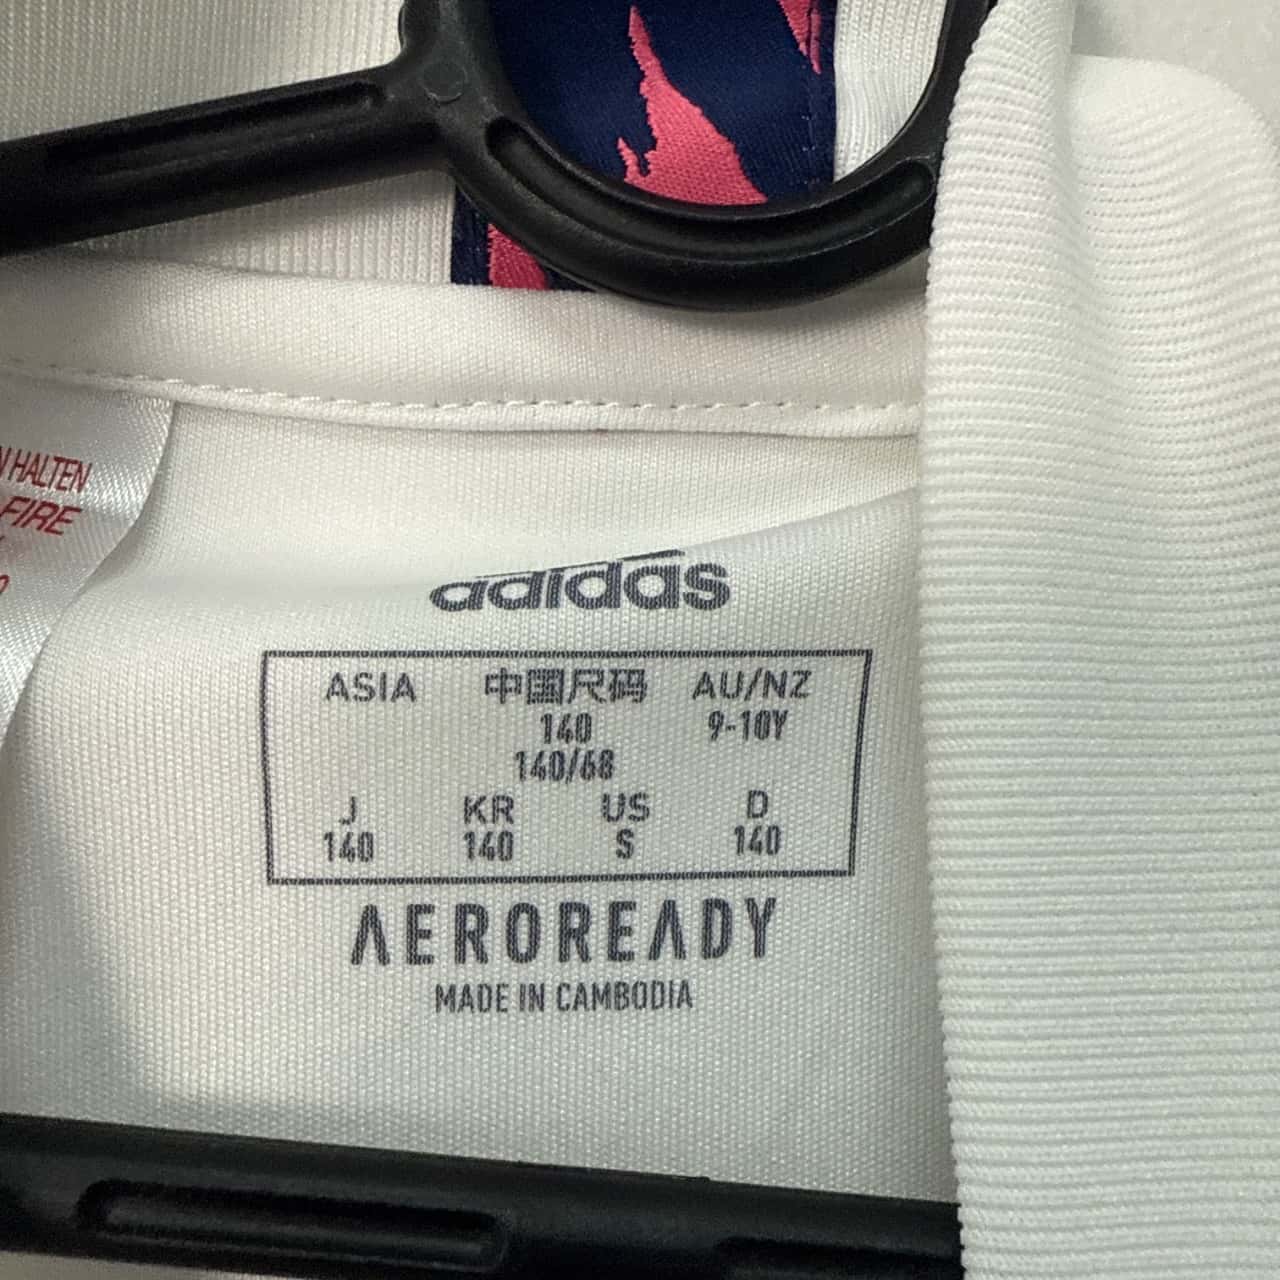 HALTEN
FIRE
adidas
ASIA 中国尺码 AU/NZ
140 9-10Y
140/68
J KR US D
140 140 S 140
AEROREADY
MADE IN CAMBODIA